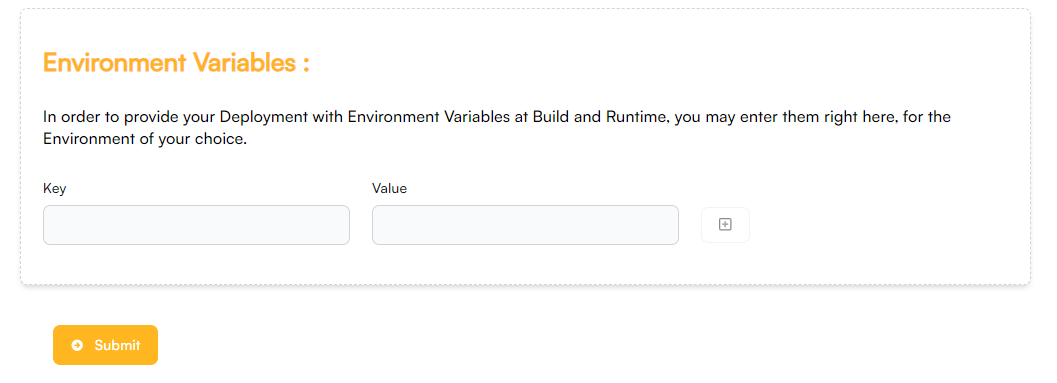 Environment Variables :
In order to provide your Deployment with Environment Variables at Build and Runtime, you may enter them right here, for the
Environment of your choice.
Key
Value
Submit